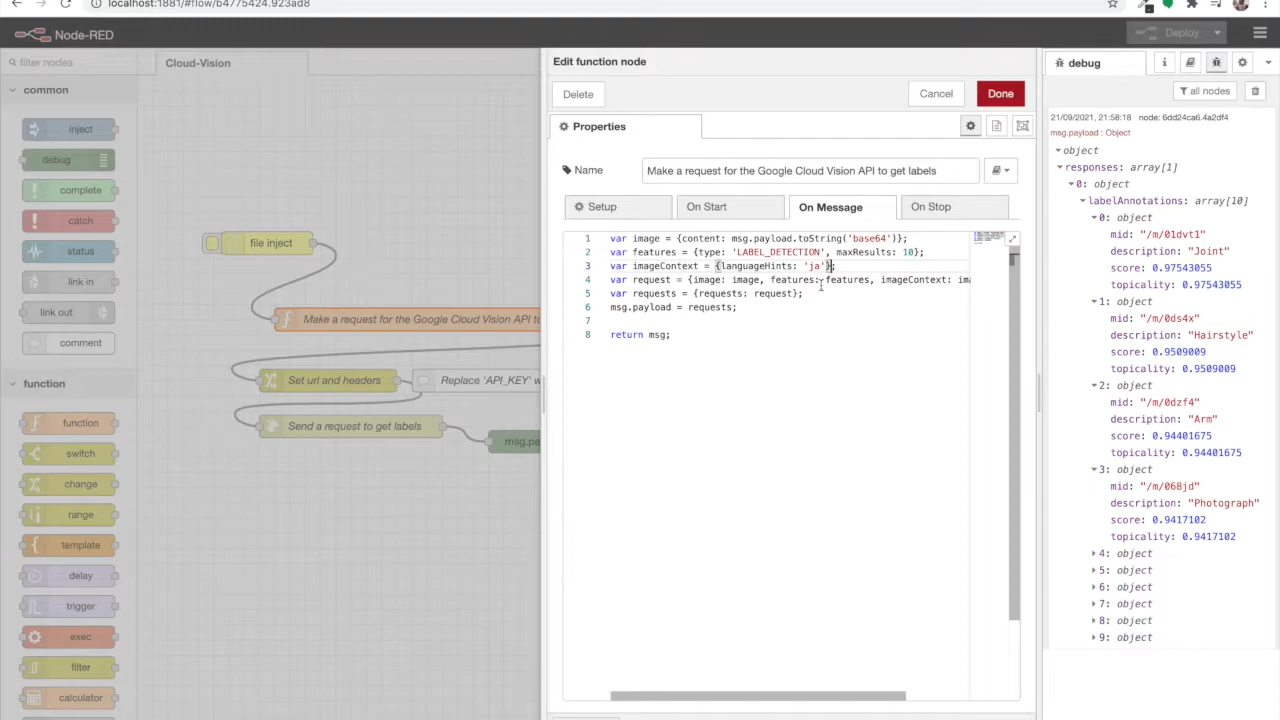 localhost:1881/#flow/b4775424.923ad8
Node-RED
Deploy
filter nodes
Cloud-Vision
common
inject
debug
complete
catch
status
link in
link out
comment
function
function
switch
change
range
template
delay
trigger
exec
filter
calculator
file inject
Make a request for the Google Cloud Vision API to
Set url and headers
Replace 'API_KEY' w
Send a request to get labels
msg.pa
Edit function node
Delete
Cancel
Done
Properties
Name
Make a request for the Google Cloud Vision API to get labels
Setup
On Start
On Message
On Stop
1 var image = {content: msg.payload.toString('base64')};
2 var features = {type: 'LABEL_DETECTION', maxResults: 10};
3 var imageContext = {languageHints: 'ja'};
4 var request = {image: image, features: features, imageContext: im
5 var requests = {requests: request};
6 msg.payload = requests;
7
8 return msg;
debug
i
all nodes
21/09/2021, 21:58:18 node: 6dd24ca6.4a2df4
msg.payload : Object
object
responses: array[1]
0: object
labelAnnotations: array[10]
0: object
mid: "/m/01dvt1"
description: "Joint"
score: 0.97543055
topicality: 0.97543055
1: object
mid: "/m/0ds4x"
description: "Hairstyle"
score: 0.9509009
topicality: 0.9509009
2: object
mid: "/m/0dzf4"
description: "Arm"
score: 0.94401675
topicality: 0.94401675
3: object
mid: "/m/068jd"
description: "Photograph"
score: 0.9417102
topicality: 0.9417102
4: object
5: object
6: object
7: object
8: object
9: object